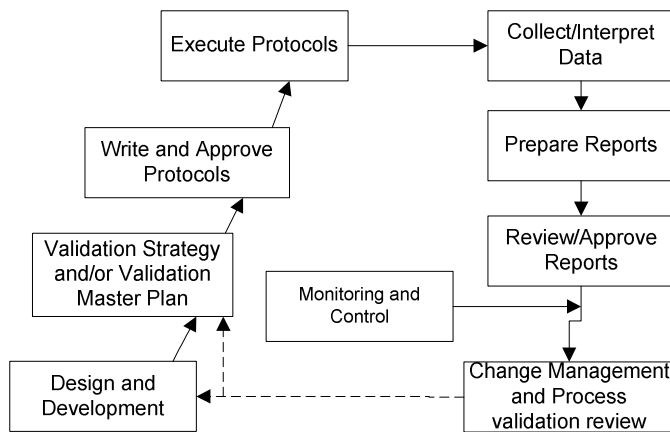 Execute Protocols
Collect/Interpret
Data
Write and Approve
Protocols
Prepare Reports
Validation Strategy
and/or Validation
Master Plan
Review/Approve
Reports
Monitoring and
Control
Design and
Development
Change Management
and Process
validation review